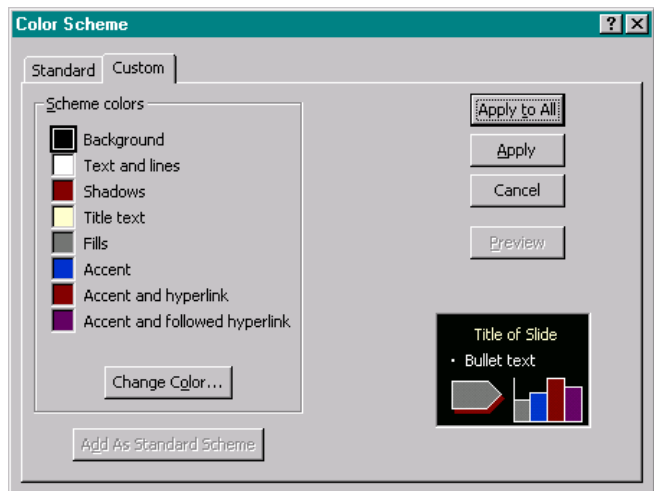 Color Scheme
Standard Custom
Scheme colors
Background
Text and lines
Shadows
Title text
Fills
Accent
Accent and hyperlink
Accent and followed hyperlink
Change Color...
Add As Standard Scheme
Apply to All
Apply
Cancel
Preview
Title of Slide
• Bullet text